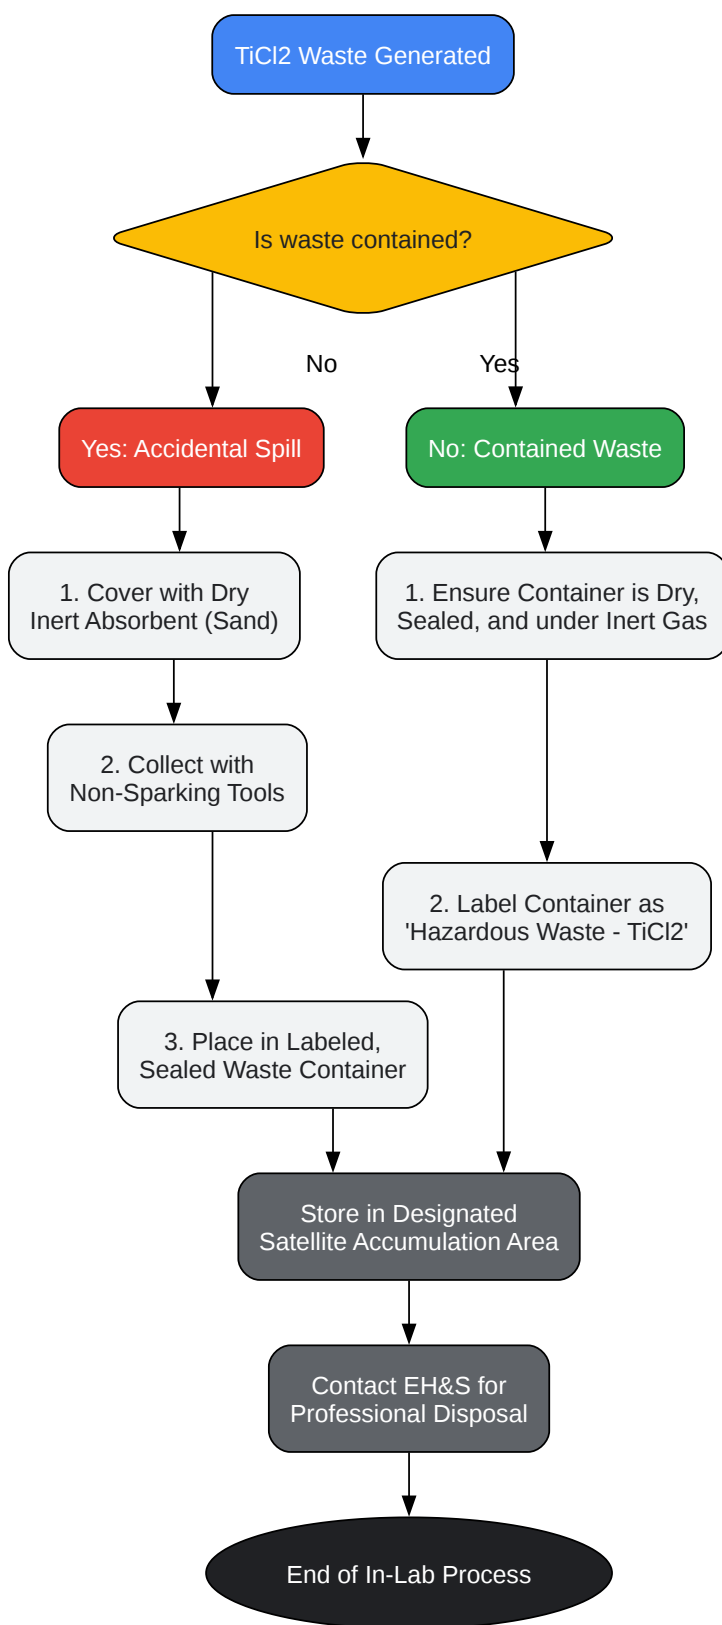 TiCl2 Waste Generated
Is waste contained?
No
Yes
Yes: Accidental Spill
No: Contained Waste
1. Cover with Dry
Inert Absorbent (Sand)
1. Ensure Container is Dry,
Sealed, and under Inert Gas
2. Collect with
Non-Sparking Tools
2. Label Container as
'Hazardous Waste - TiCl2'
3. Place in Labeled,
Sealed Waste Container
Store in Designated
Satellite Accumulation Area
Contact EH&S for
Professional Disposal
End of In-Lab Process